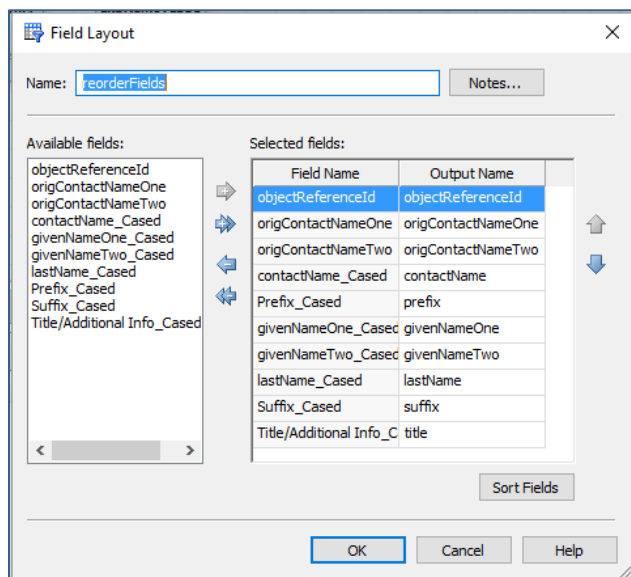 Field Layout
Name: reorderFields Notes...
Available fields:
objectReferenceId
origContactNameOne
origContactNameTwo
contactName_Cased
givenNameOne_Cased
givenNameTwo_Cased
lastName_Cased
Prefix_Cased
Suffix_Cased
Title/Additional Info_Cased
Selected fields:
Field Name Output Name
objectReferenceId objectReferenceId
origContactNameOne origContactNameOne
origContactNameTwo origContactNameTwo
contactName_Cased contactName
Prefix_Cased prefix
givenNameOne_Cased givenNameOne
givenNameTwo_Cased givenNameTwo
lastName_Cased lastName
Suffix_Cased suffix
Title/Additional Info_C title
Sort Fields
OK Cancel Help